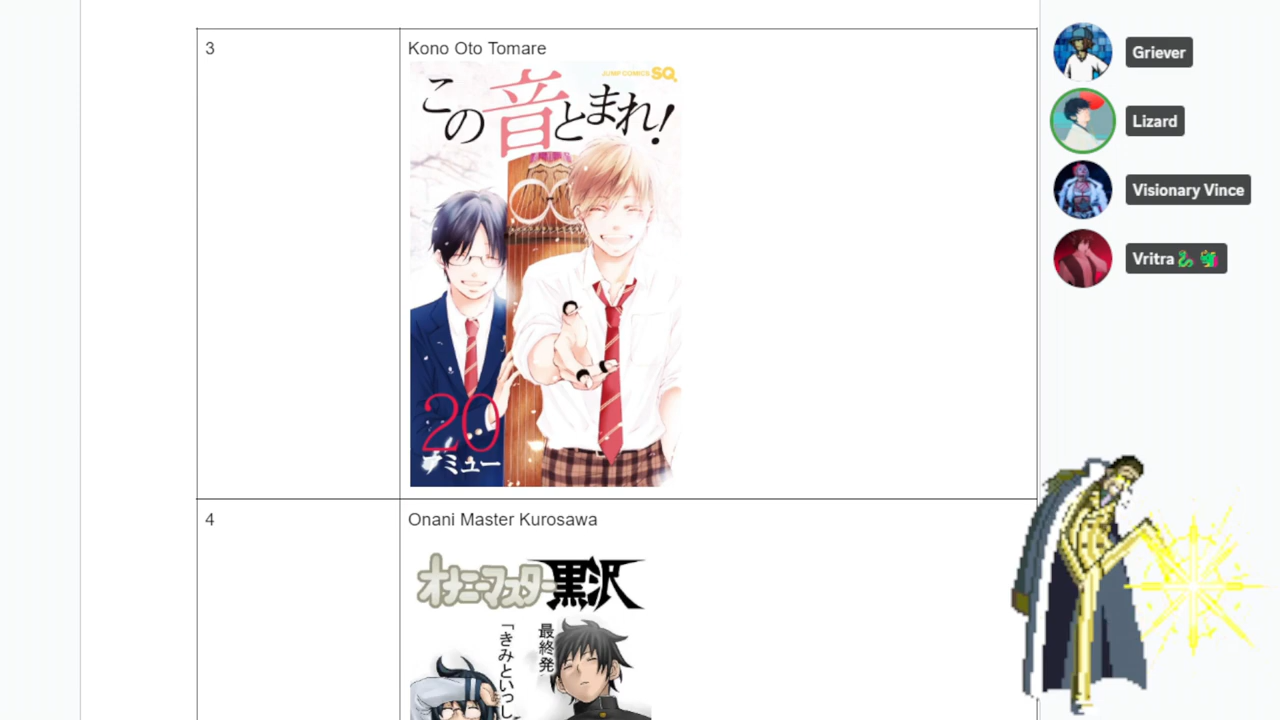 3
Kono Oto Tomare
JUMP COMICS SQ.
この音とまれ!
20
アミュー
4
Onani Master Kurosawa
オナニーマスター黒沢
最終発
「きみといっし
Griever
Lizard
Visionary Vince
Vritra🐍 🐲